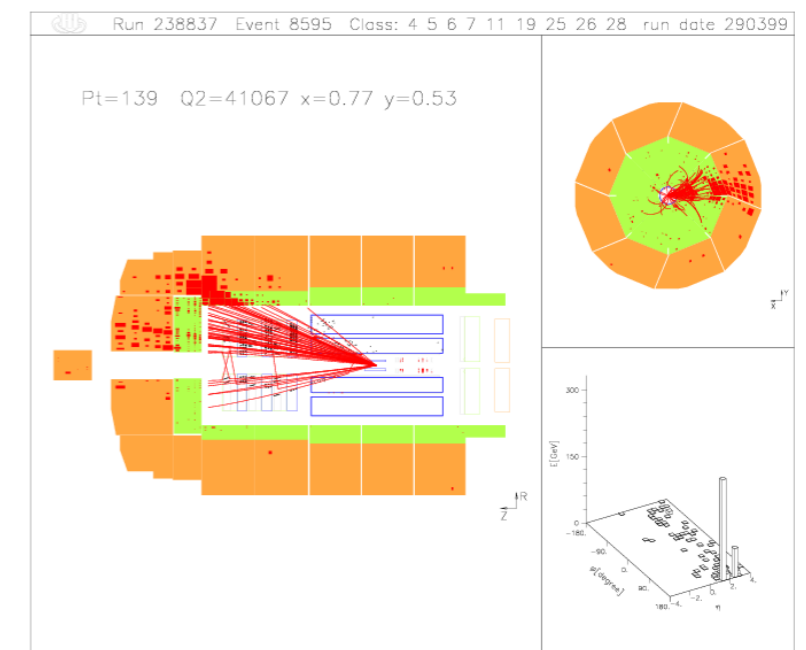 Run 238837 Event 8595 Class: 4 5 6 7 11 19 25 26 28 run date 290399
Pt=139 Q2=41067 x=0.77 y=0.53
R
Z
Y
X
E[GeV]
300
150
0
-180.
-90.
0.
90.
180.
φ[degree]
-4.
-2.
0.
2.
4.
η